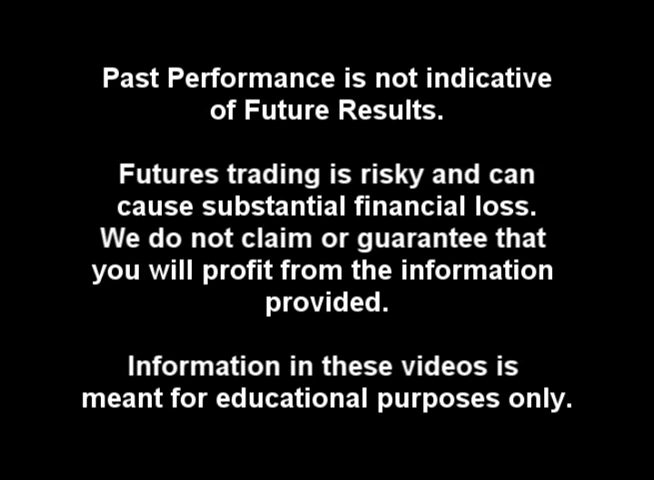 Past Performance is not indicative
of Future Results.
Futures trading is risky and can
cause substantial financial loss.
We do not claim or guarantee that
you will profit from the information
provided.
Information in these videos is
meant for educational purposes only.